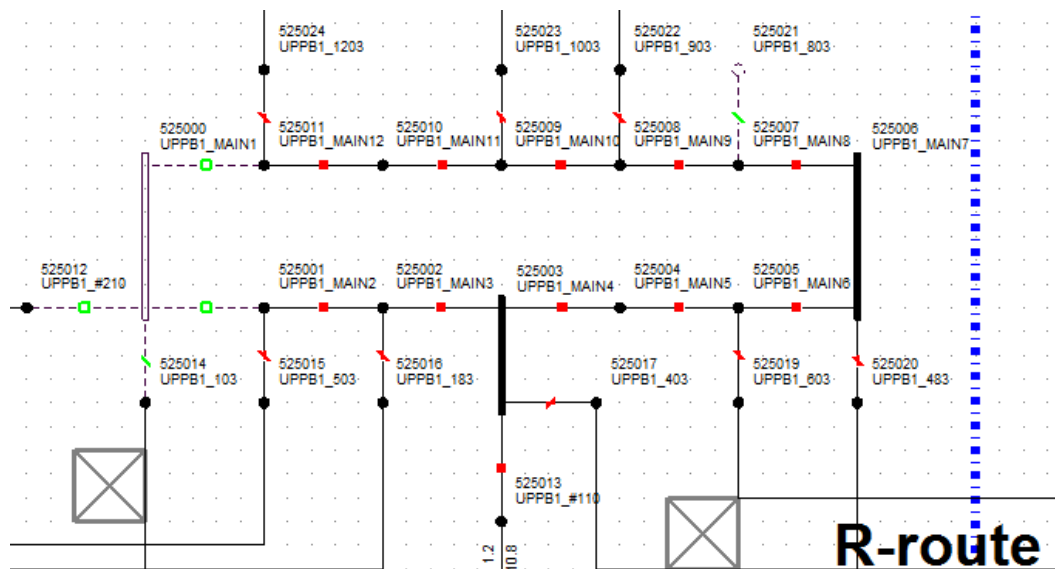 525024
UPPB1_1203
525023
UPPB1_1003
525022
UPPB1_903
525021
UPPB1_803
525000
UPPB1_MAIN1
525011
UPPB1_MAIN12
525010
UPPB1_MAIN11
525009
UPPB1_MAIN10
525008
UPPB1_MAIN9
525007
UPPB1_MAIN8
525006
UPPB1_MAIN7
525012
UPPB1_#210
525001
UPPB1_MAIN2
525002
UPPB1_MAIN3
525003
UPPB1_MAIN4
525004
UPPB1_MAIN5
525005
UPPB1_MAIN6
525014
UPPB1_103
525015
UPPB1_503
525016
UPPB1_183
525017
UPPB1_403
525019
UPPB1_603
525020
UPPB1_483
525013
UPPB1_#110
1.2
10.8
R-route